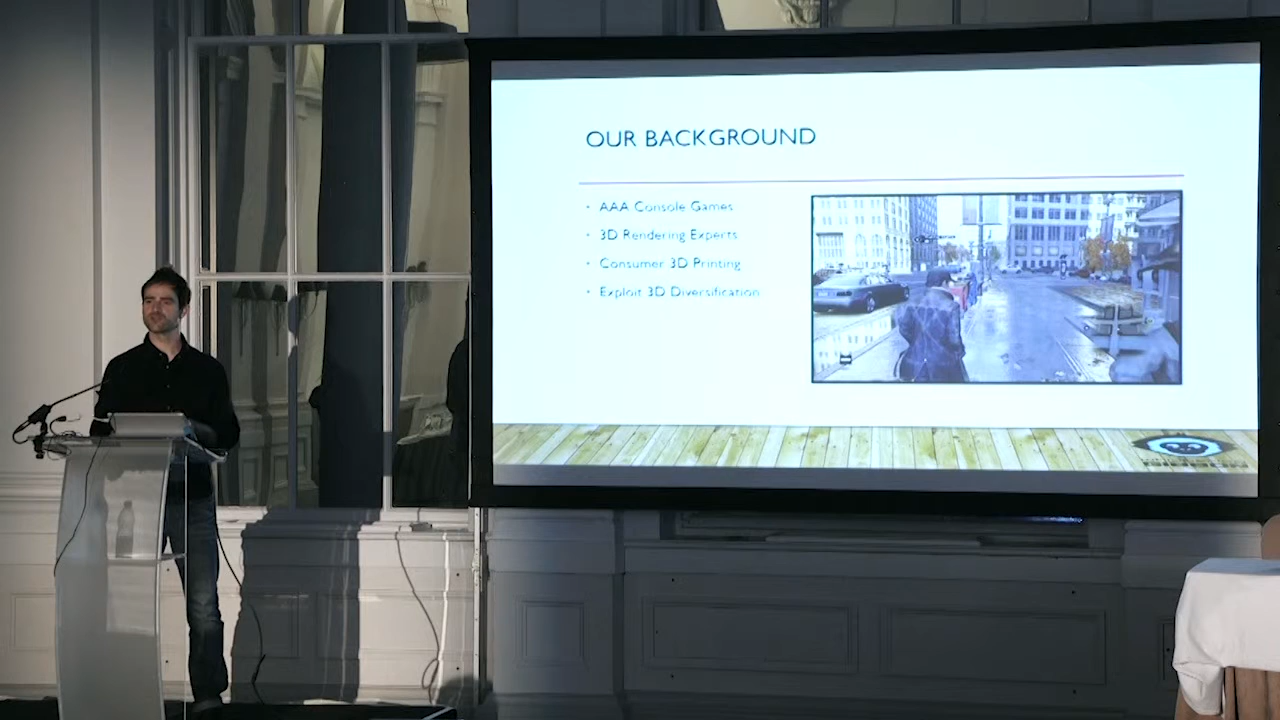 OUR BACKGROUND
• AAA Console Games
• 3D Rendering Experts
• Consumer 3D Printing
• Exploit 3D Diversification